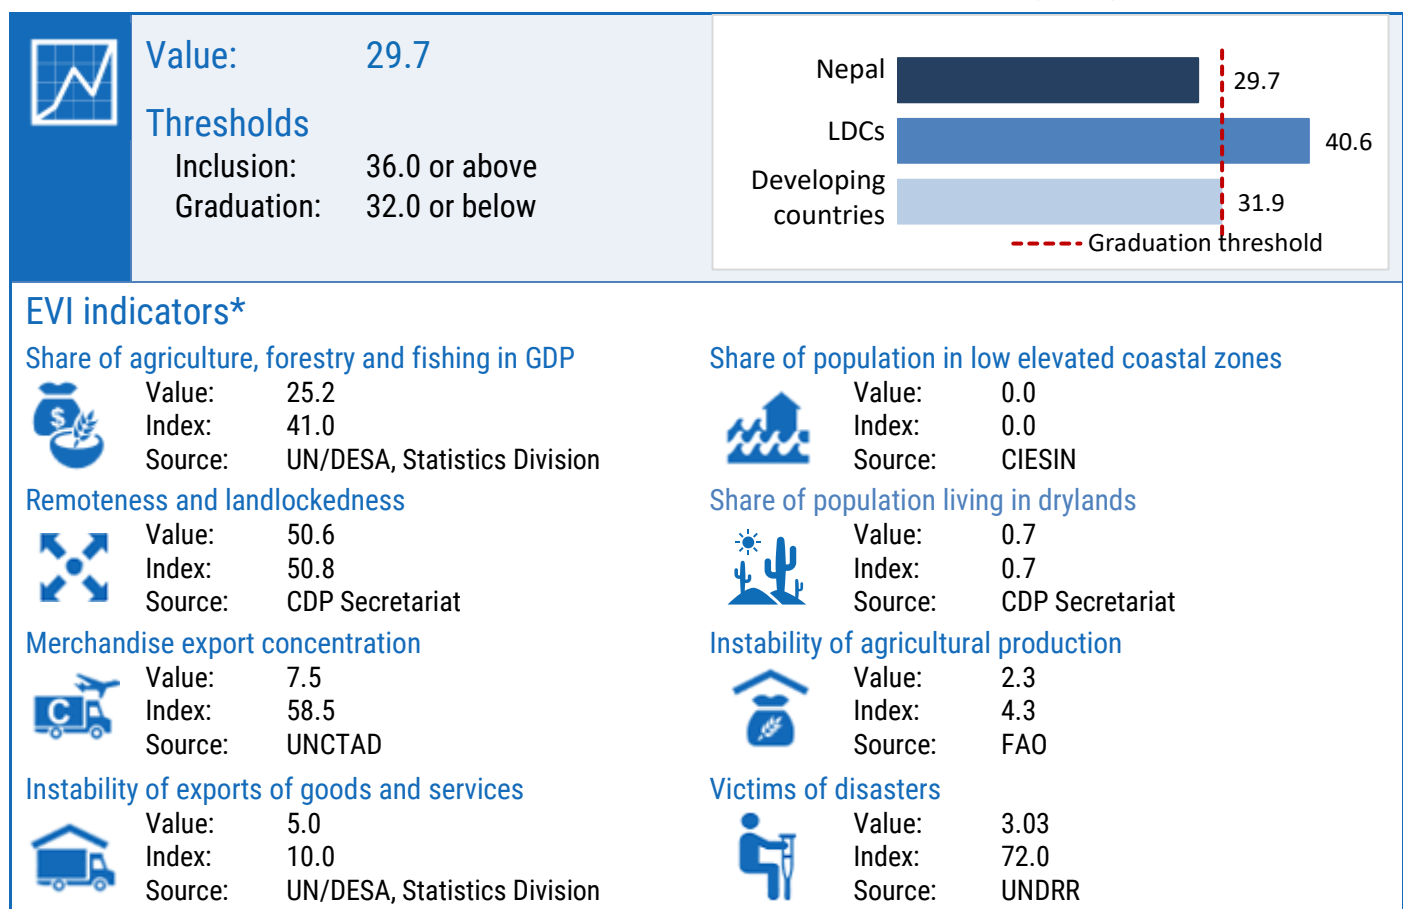 Value: 29.7
Thresholds
Inclusion: 36.0 or above
Graduation: 32.0 or below
Nepal 29.7
LDCs 40.6
Developing
countries 31.9
Graduation threshold
EVI indicators*
Share of agriculture, forestry and fishing in GDP
$
Value: 25.2
Index: 41.0
Source: UN/DESA, Statistics Division
Remoteness and landlockedness
Value: 50.6
Index: 50.8
Source: CDP Secretariat
Merchandise export concentration
C
Value: 7.5
Index: 58.5
Source: UNCTAD
Instability of exports of goods and services
Value: 5.0
Index: 10.0
Source: UN/DESA, Statistics Division
Share of population in low elevated coastal zones
Value: 0.0
Index: 0.0
Source: CIESIN
Share of population living in drylands
Value: 0.7
Index: 0.7
Source: CDP Secretariat
Instability of agricultural production
Value: 2.3
Index: 4.3
Source: FAO
Victims of disasters
Value: 3.03
Index: 72.0
Source: UNDRR